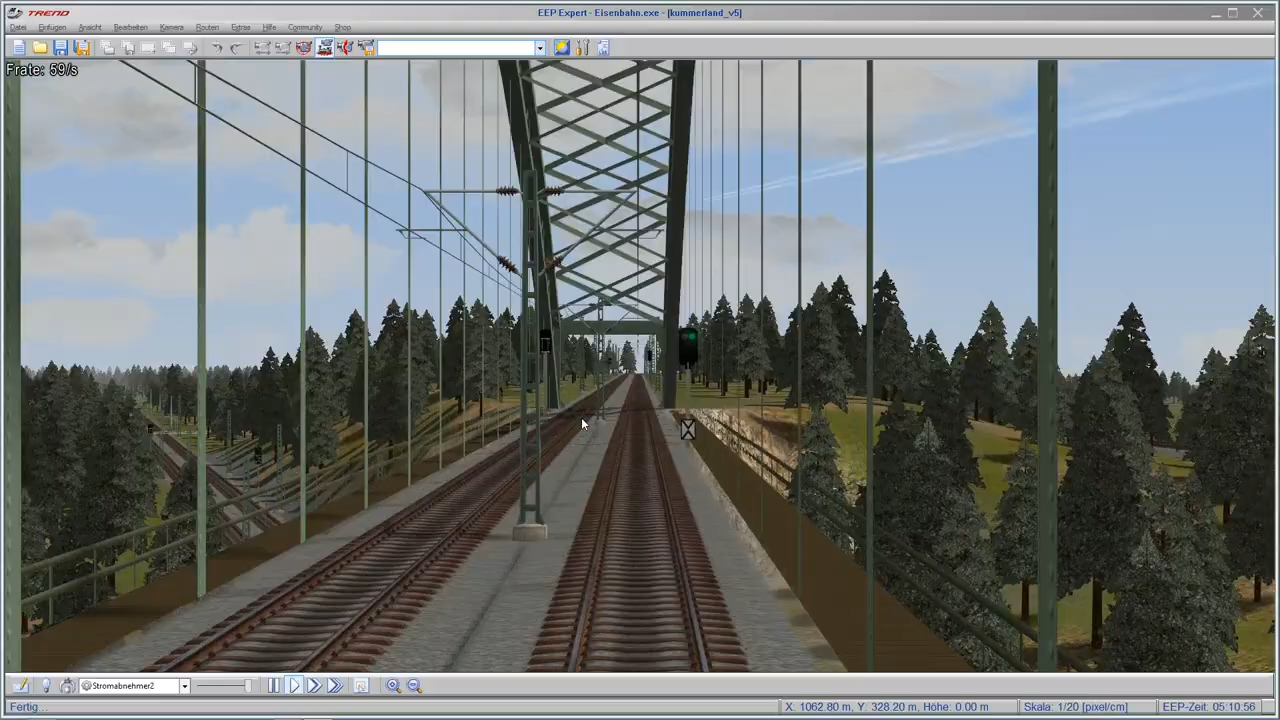 TREND
EEP Expert - Eisenbahn.exe - [kummerland_v5]
Datei Einfügen Ansicht Bearbeiten Kamera Routen Extras Hilfe Community Shop
Frate: 59/s
Stromabnehmer2
Fertig...
X: 1062.80 m, Y: 328.20 m, Höhe: 0.00 m
Skala: 1/20 [pixel/cm]
EEP-Zeit: 05:10:56